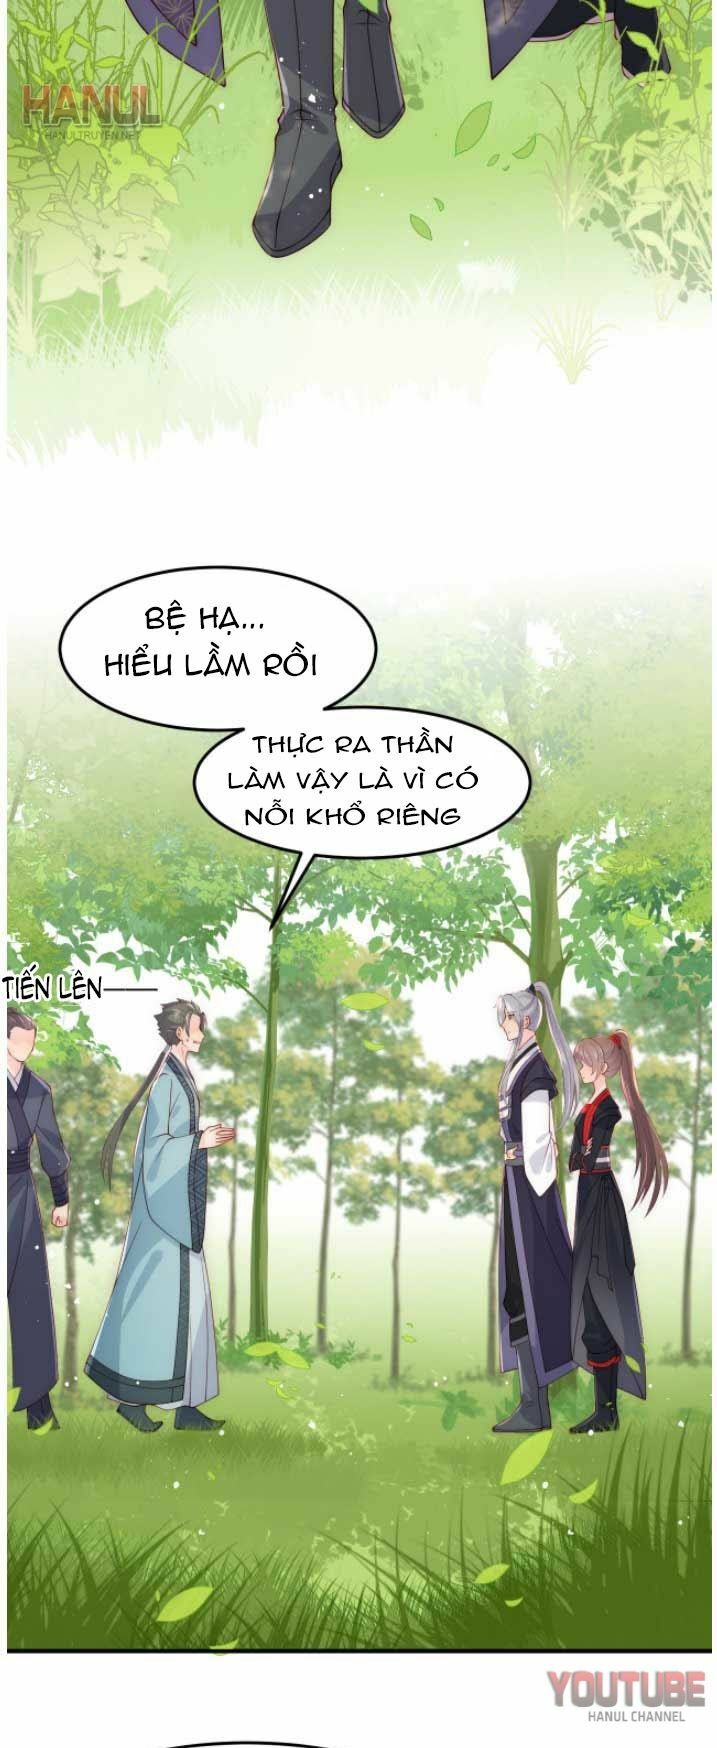 HANUL
HANULTRUYEN.NET
BỆ HẠ...
HIỂU LẦM RỒI
THỰC RA THẦN
LÀM VẬY LÀ VÌ CÓ
NỖI KHỔ RIÊNG
TIẾN LÊN
YOUTUBE
HANUL CHANNEL